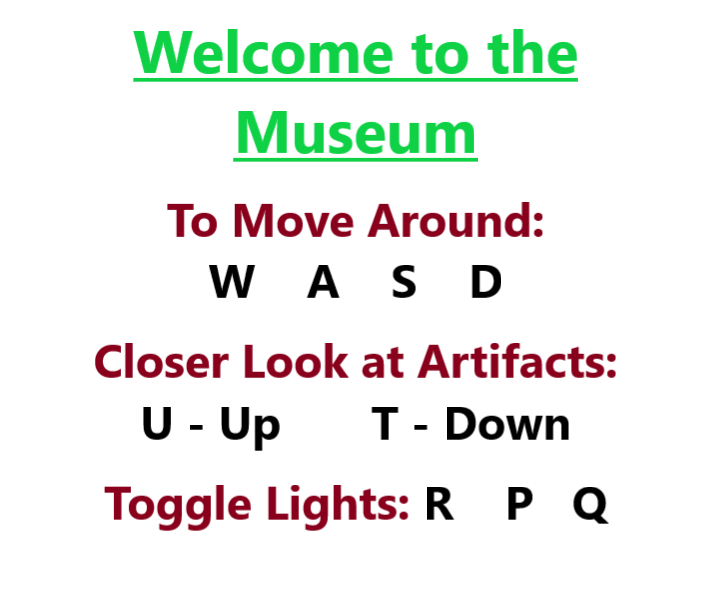 Welcome to the
Museum
To Move Around:
W A S D
Closer Look at Artifacts:
U - Up T - Down
Toggle Lights: R P Q